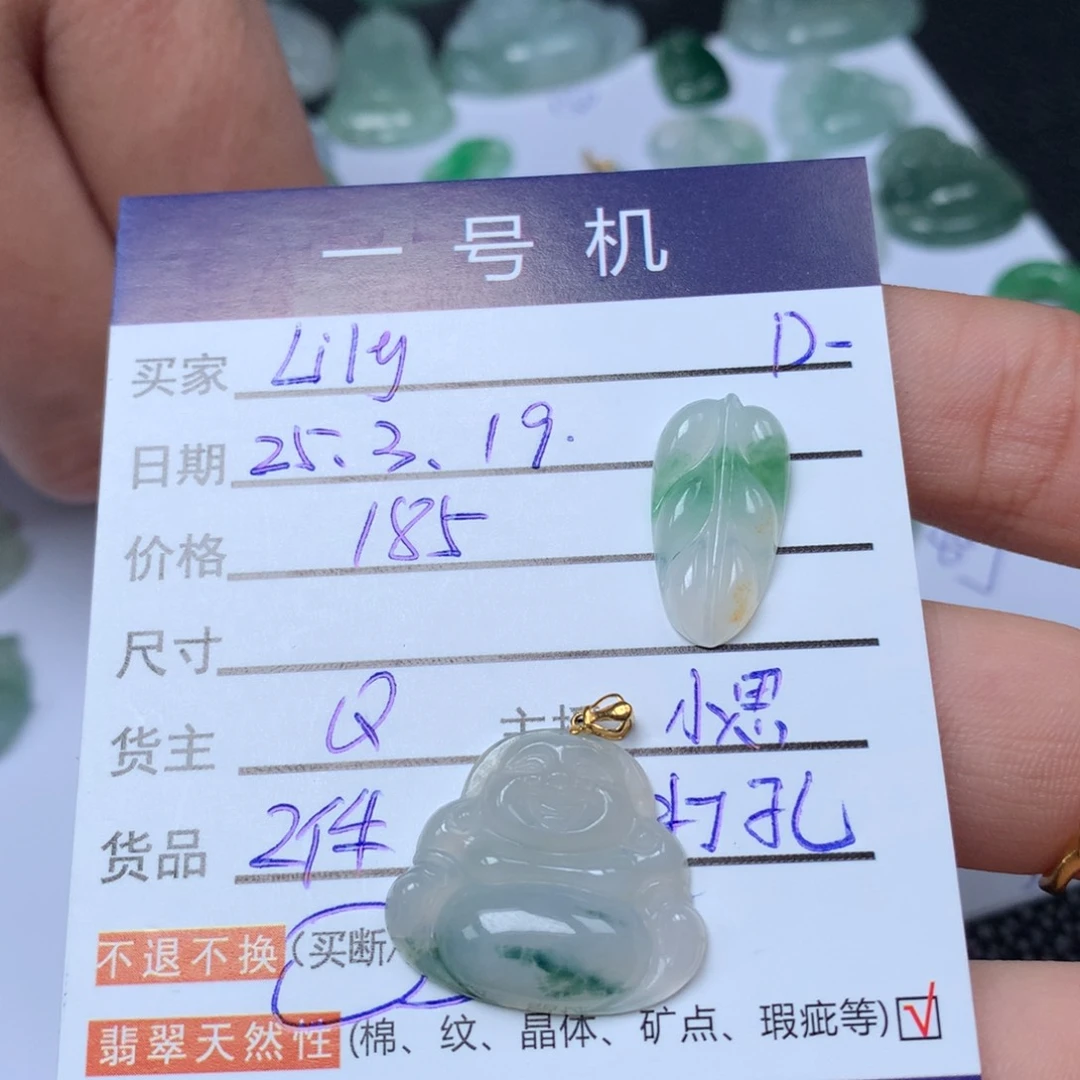 一号机
买家 Lily D-
日期 25.3.19.
价格 185
尺寸
货主 Q 主播 小思
货品 2件 打孔
不退不换 (买断
翡翠天然性 (棉、纹、晶体、矿点、瑕疵等) ☑